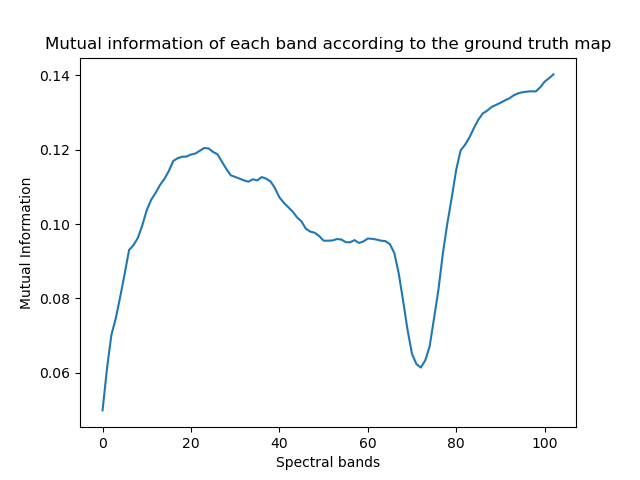 Mutual information of each band according to the ground truth map
0.14
0.12
0.10
0.08
0.06
Mutual Information
0 20 40 60 80 100
Spectral bands